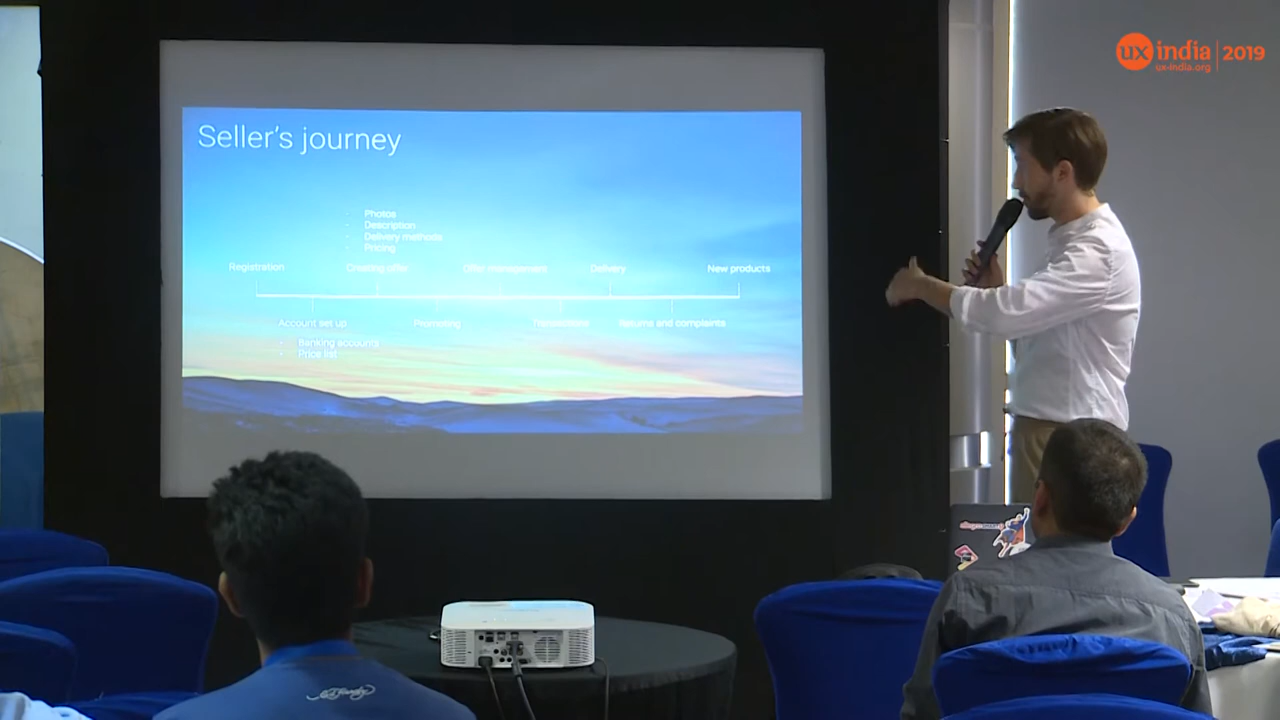 ux india 2019
ux-india.org
Seller's journey
Photos
Description
Delivery methods
Pricing
Registration
Creating offer
Offer management
Delivery
New products
Account set up
Promoting
Transactions
Returns and complaints
Banking accounts
Price list